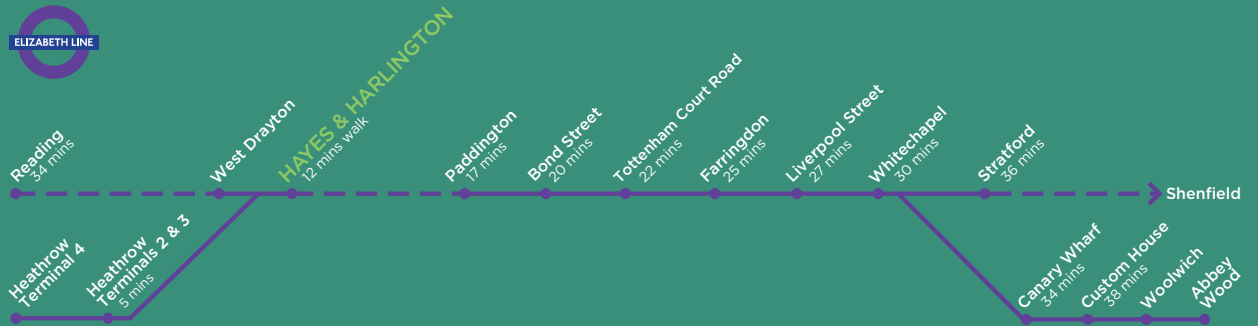 ELIZABETH LINE
Reading
34 mins
West Drayton
HAYES & HARLINGTON
12 mins walk
Paddington
17 mins
Bond Street
20 mins
Tottenham Court Road
22 mins
Farringdon
25 mins
Liverpool Street
27 mins
Whitechapel
30 mins
Stratford
36 mins
Shenfield
Heathrow
Terminal 4
Heathrow
Terminals 2 & 3
5 mins
Canary Wharf
34 mins
Custom House
38 mins
Woolwich
Abbey
Wood